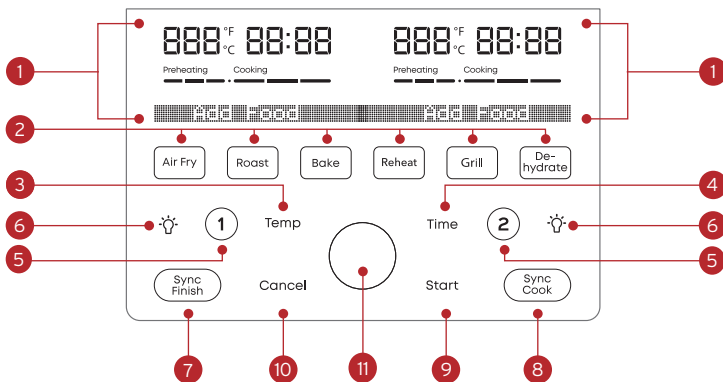 888 °F °C 88:88 888 °F °C 88:88
Preheating Cooking Preheating Cooking
1 1
Add Food Add Food
2
Air Fry Roast Bake Reheat Grill De-
hydrate
3 4
Temp Time
6 1 2 6
5 5
Sync
Finish Cancel Start Sync
Cook
7 10 11 9 8